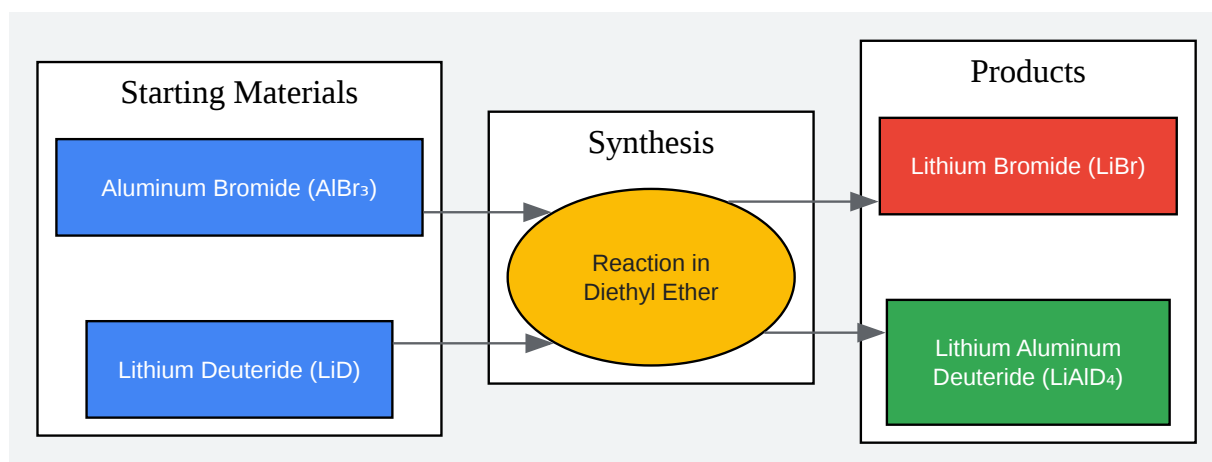 Starting Materials
Aluminum Bromide (AlBr₃)
Lithium Deuteride (LiD)
Synthesis
Reaction in
Diethyl Ether
Products
Lithium Bromide (LiBr)
Lithium Aluminum
Deuteride (LiAlD₄)